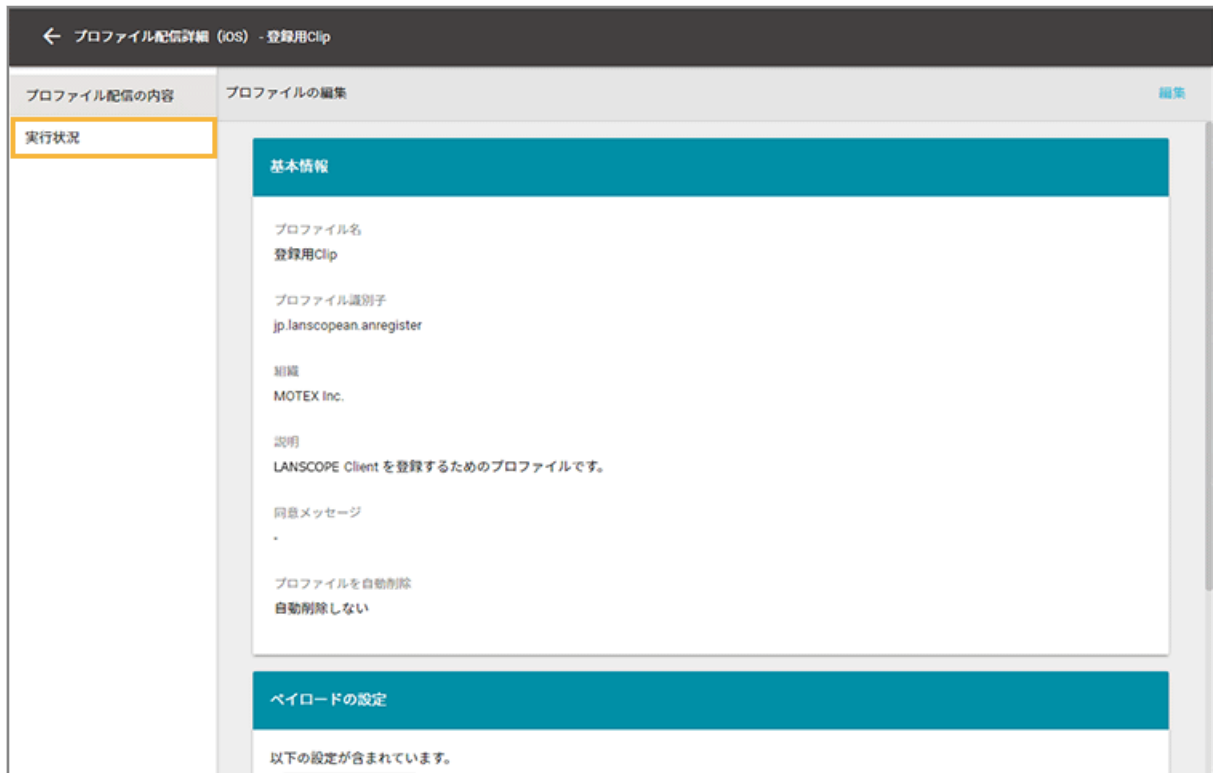 ← プロファイル配信詳細（iOS） - 登録用Clip
プロファイル配信の内容
実行状況
プロファイルの編集
編集
基本情報
プロファイル名
登録用Clip
プロファイル識別子
jp.lanscopean.anregister
組織
MOTEX Inc.
説明
LANSCOPE Client を登録するためのプロファイルです。
同意メッセージ
-
プロファイルを自動削除
自動削除しない
ペイロードの設定
以下の設定が含まれています。